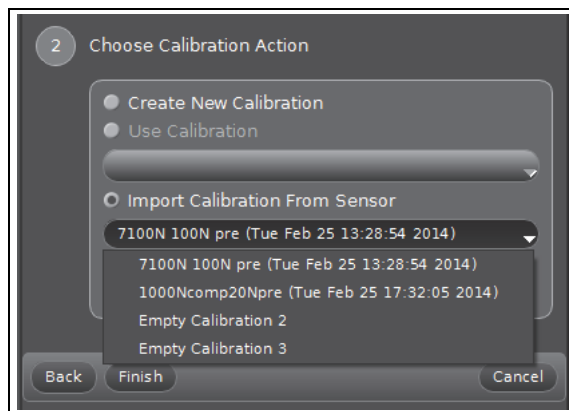 2 Choose Calibration Action
Create New Calibration
Use Calibration
Import Calibration From Sensor
7100N 100N pre (Tue Feb 25 13:28:54 2014)
7100N 100N pre (Tue Feb 25 13:28:54 2014)
1000Ncomp20Npre (Tue Feb 25 17:32:05 2014)
Empty Calibration 2
Empty Calibration 3
Back Finish Cancel